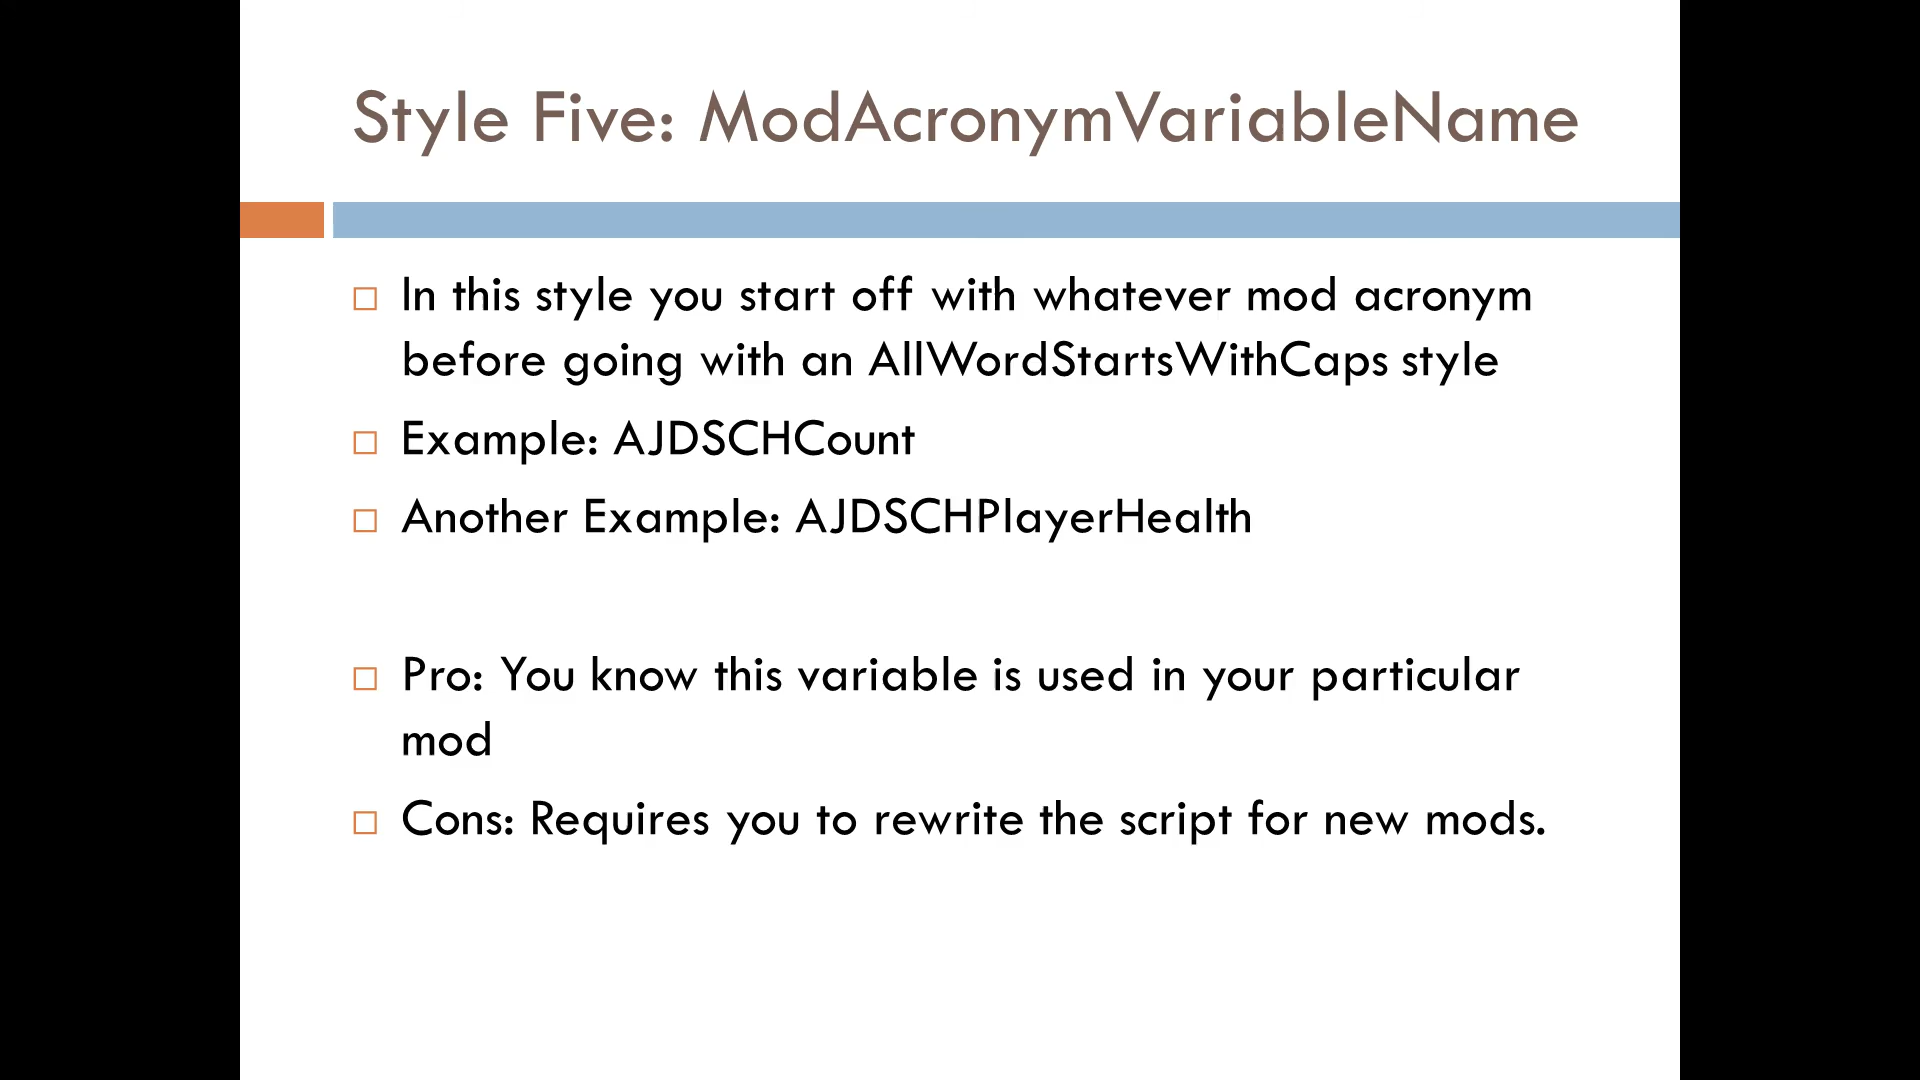 Style Five: ModAcronymVariableName
In this style you start off with whatever mod acronym
before going with an AllWordStartsWithCaps style
Example: AJDSCHCount
Another Example: AJDSCHPlayerHealth
Pro: You know this variable is used in your particular
mod
Cons: Requires you to rewrite the script for new mods.